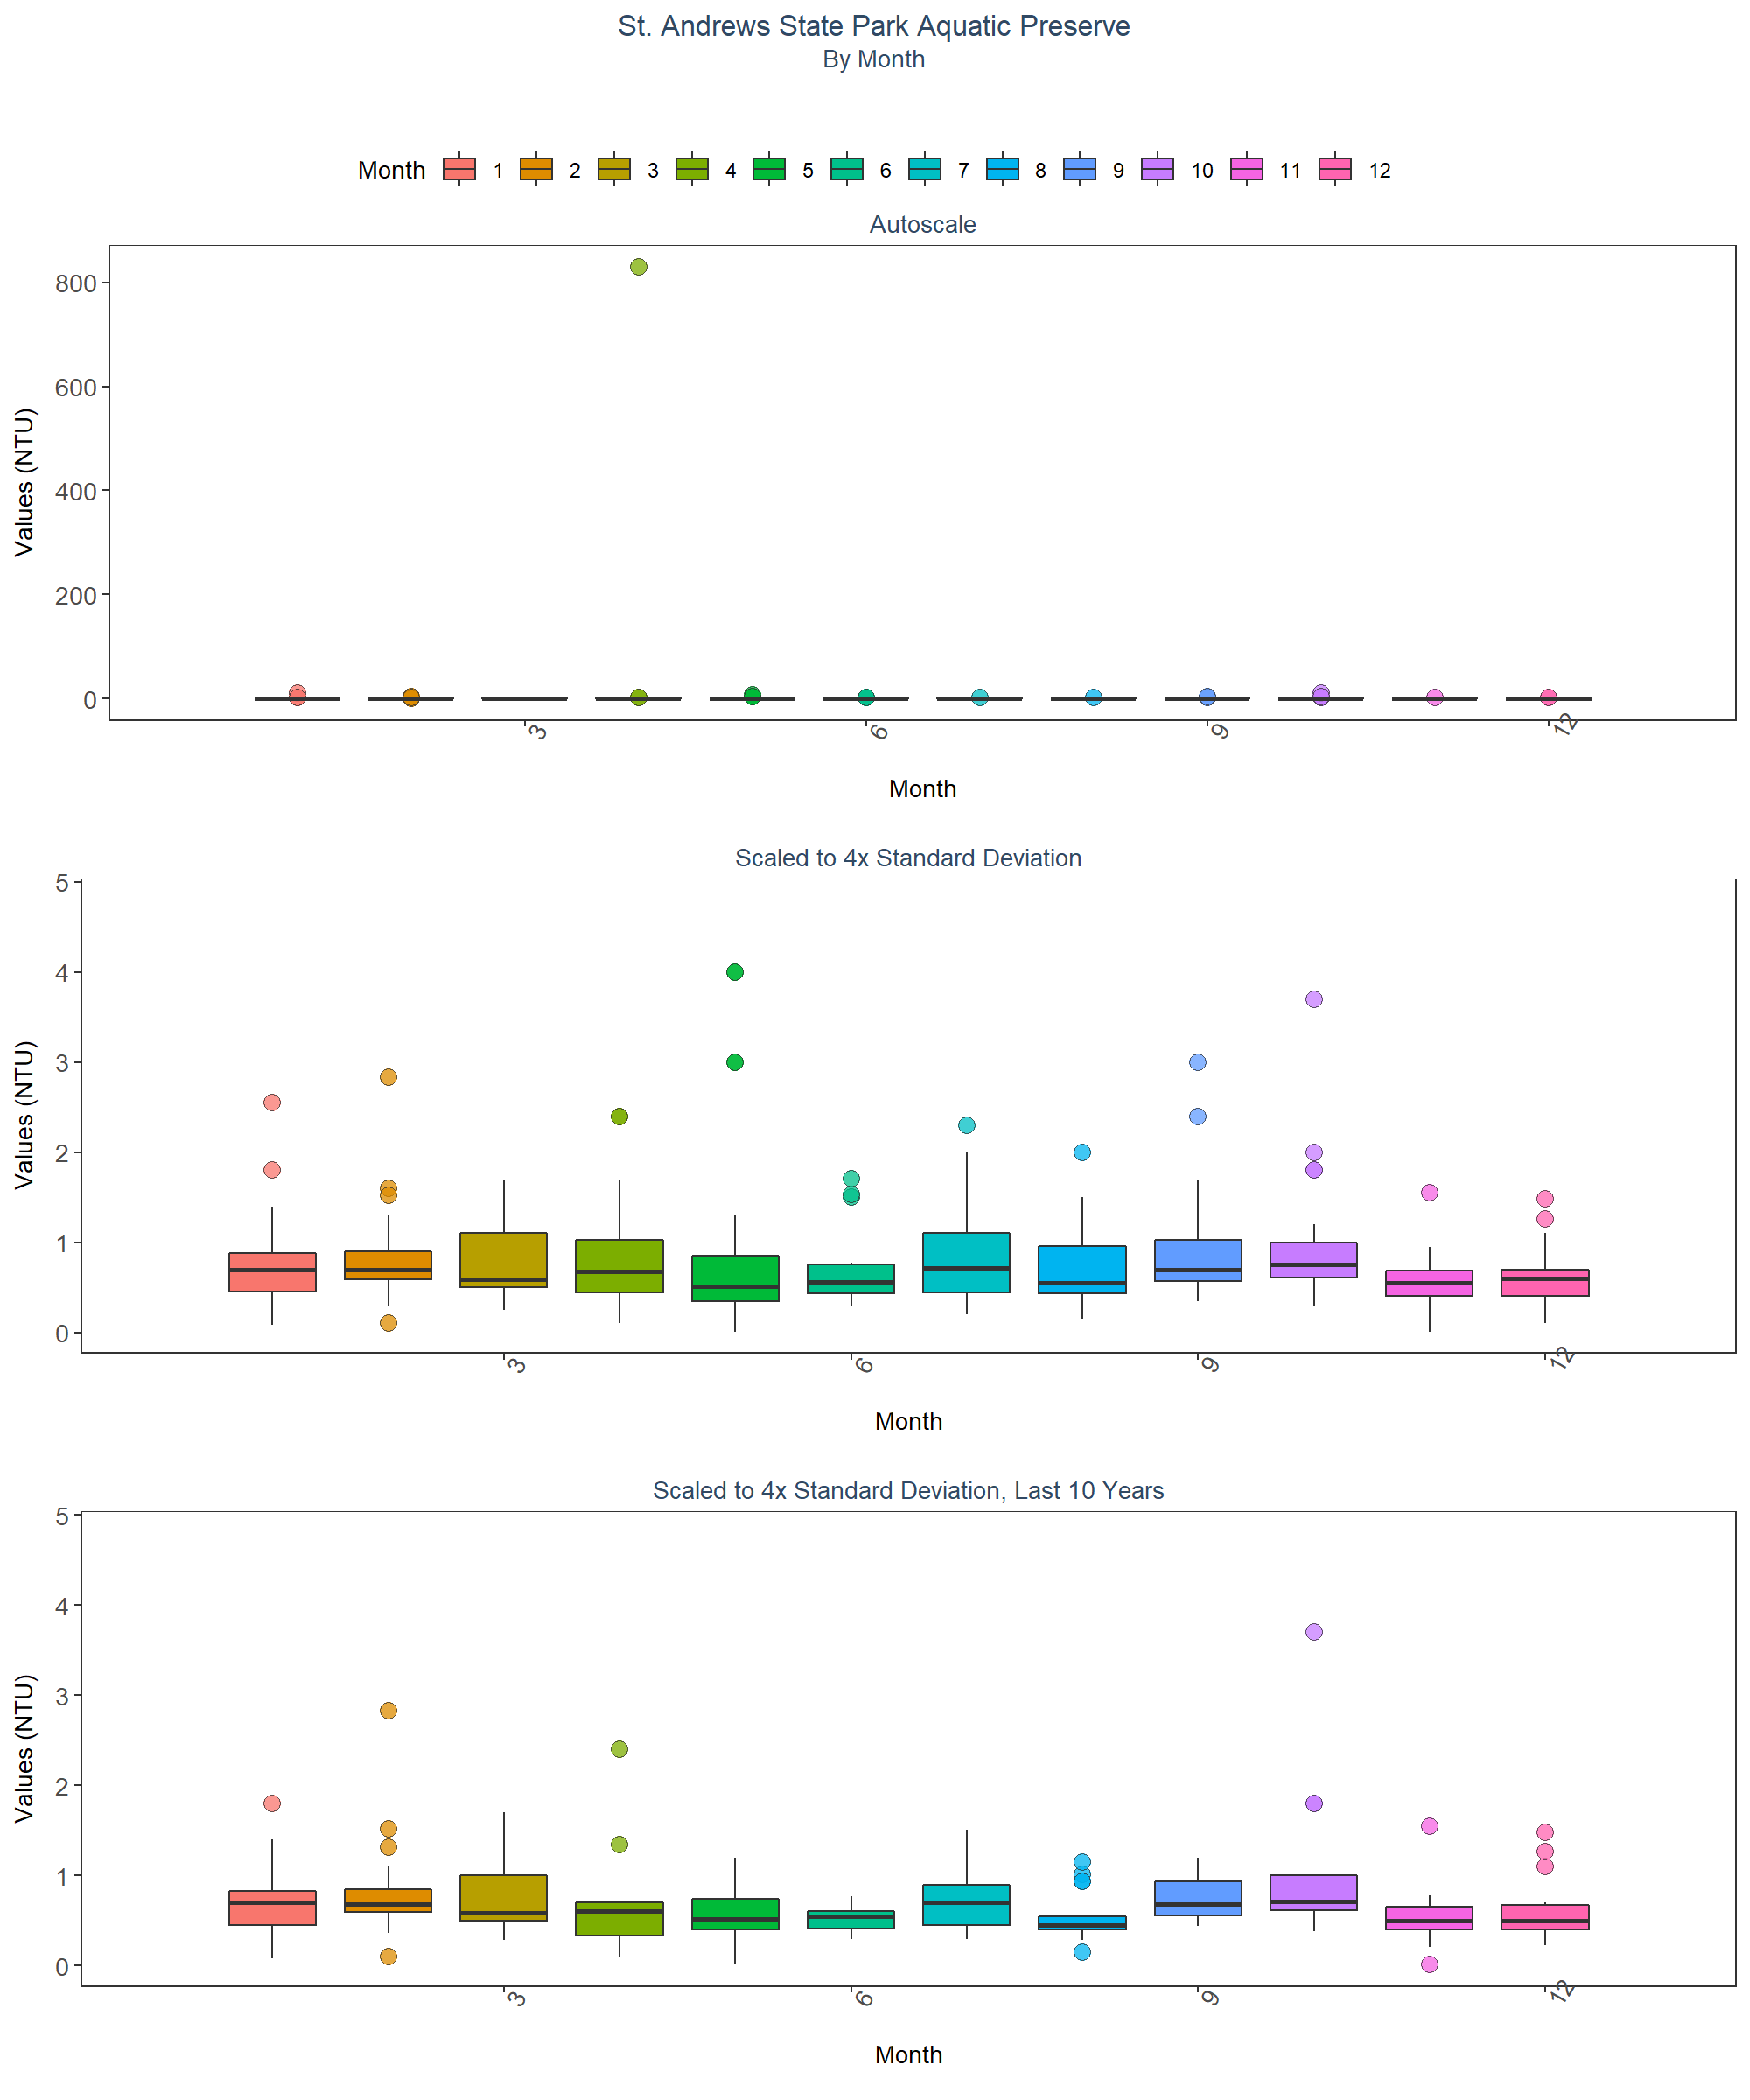 St. Andrews State Park Aquatic Preserve
By Month
Month 1 2 3 4 5 6 7 8 9 10 11 12
Autoscale
Values (NTU)
800
600
400
200
0
3 6 9 12
Month
Scaled to 4x Standard Deviation
Values (NTU)
5
4
3
2
1
0
3 6 9 12
Month
Scaled to 4x Standard Deviation, Last 10 Years
Values (NTU)
5
4
3
2
1
0
3 6 9 12
Month